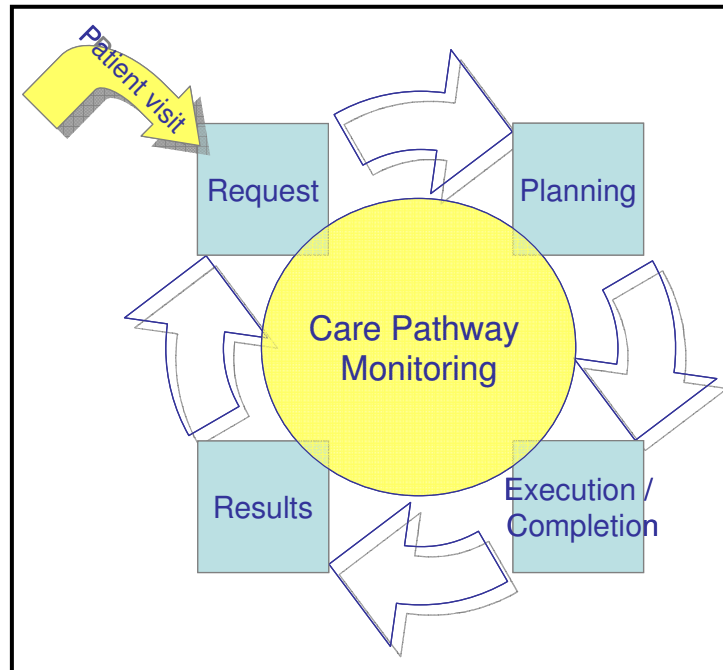 Patient visit
Request
Planning
Care Pathway
Monitoring
Results
Execution /
Completion